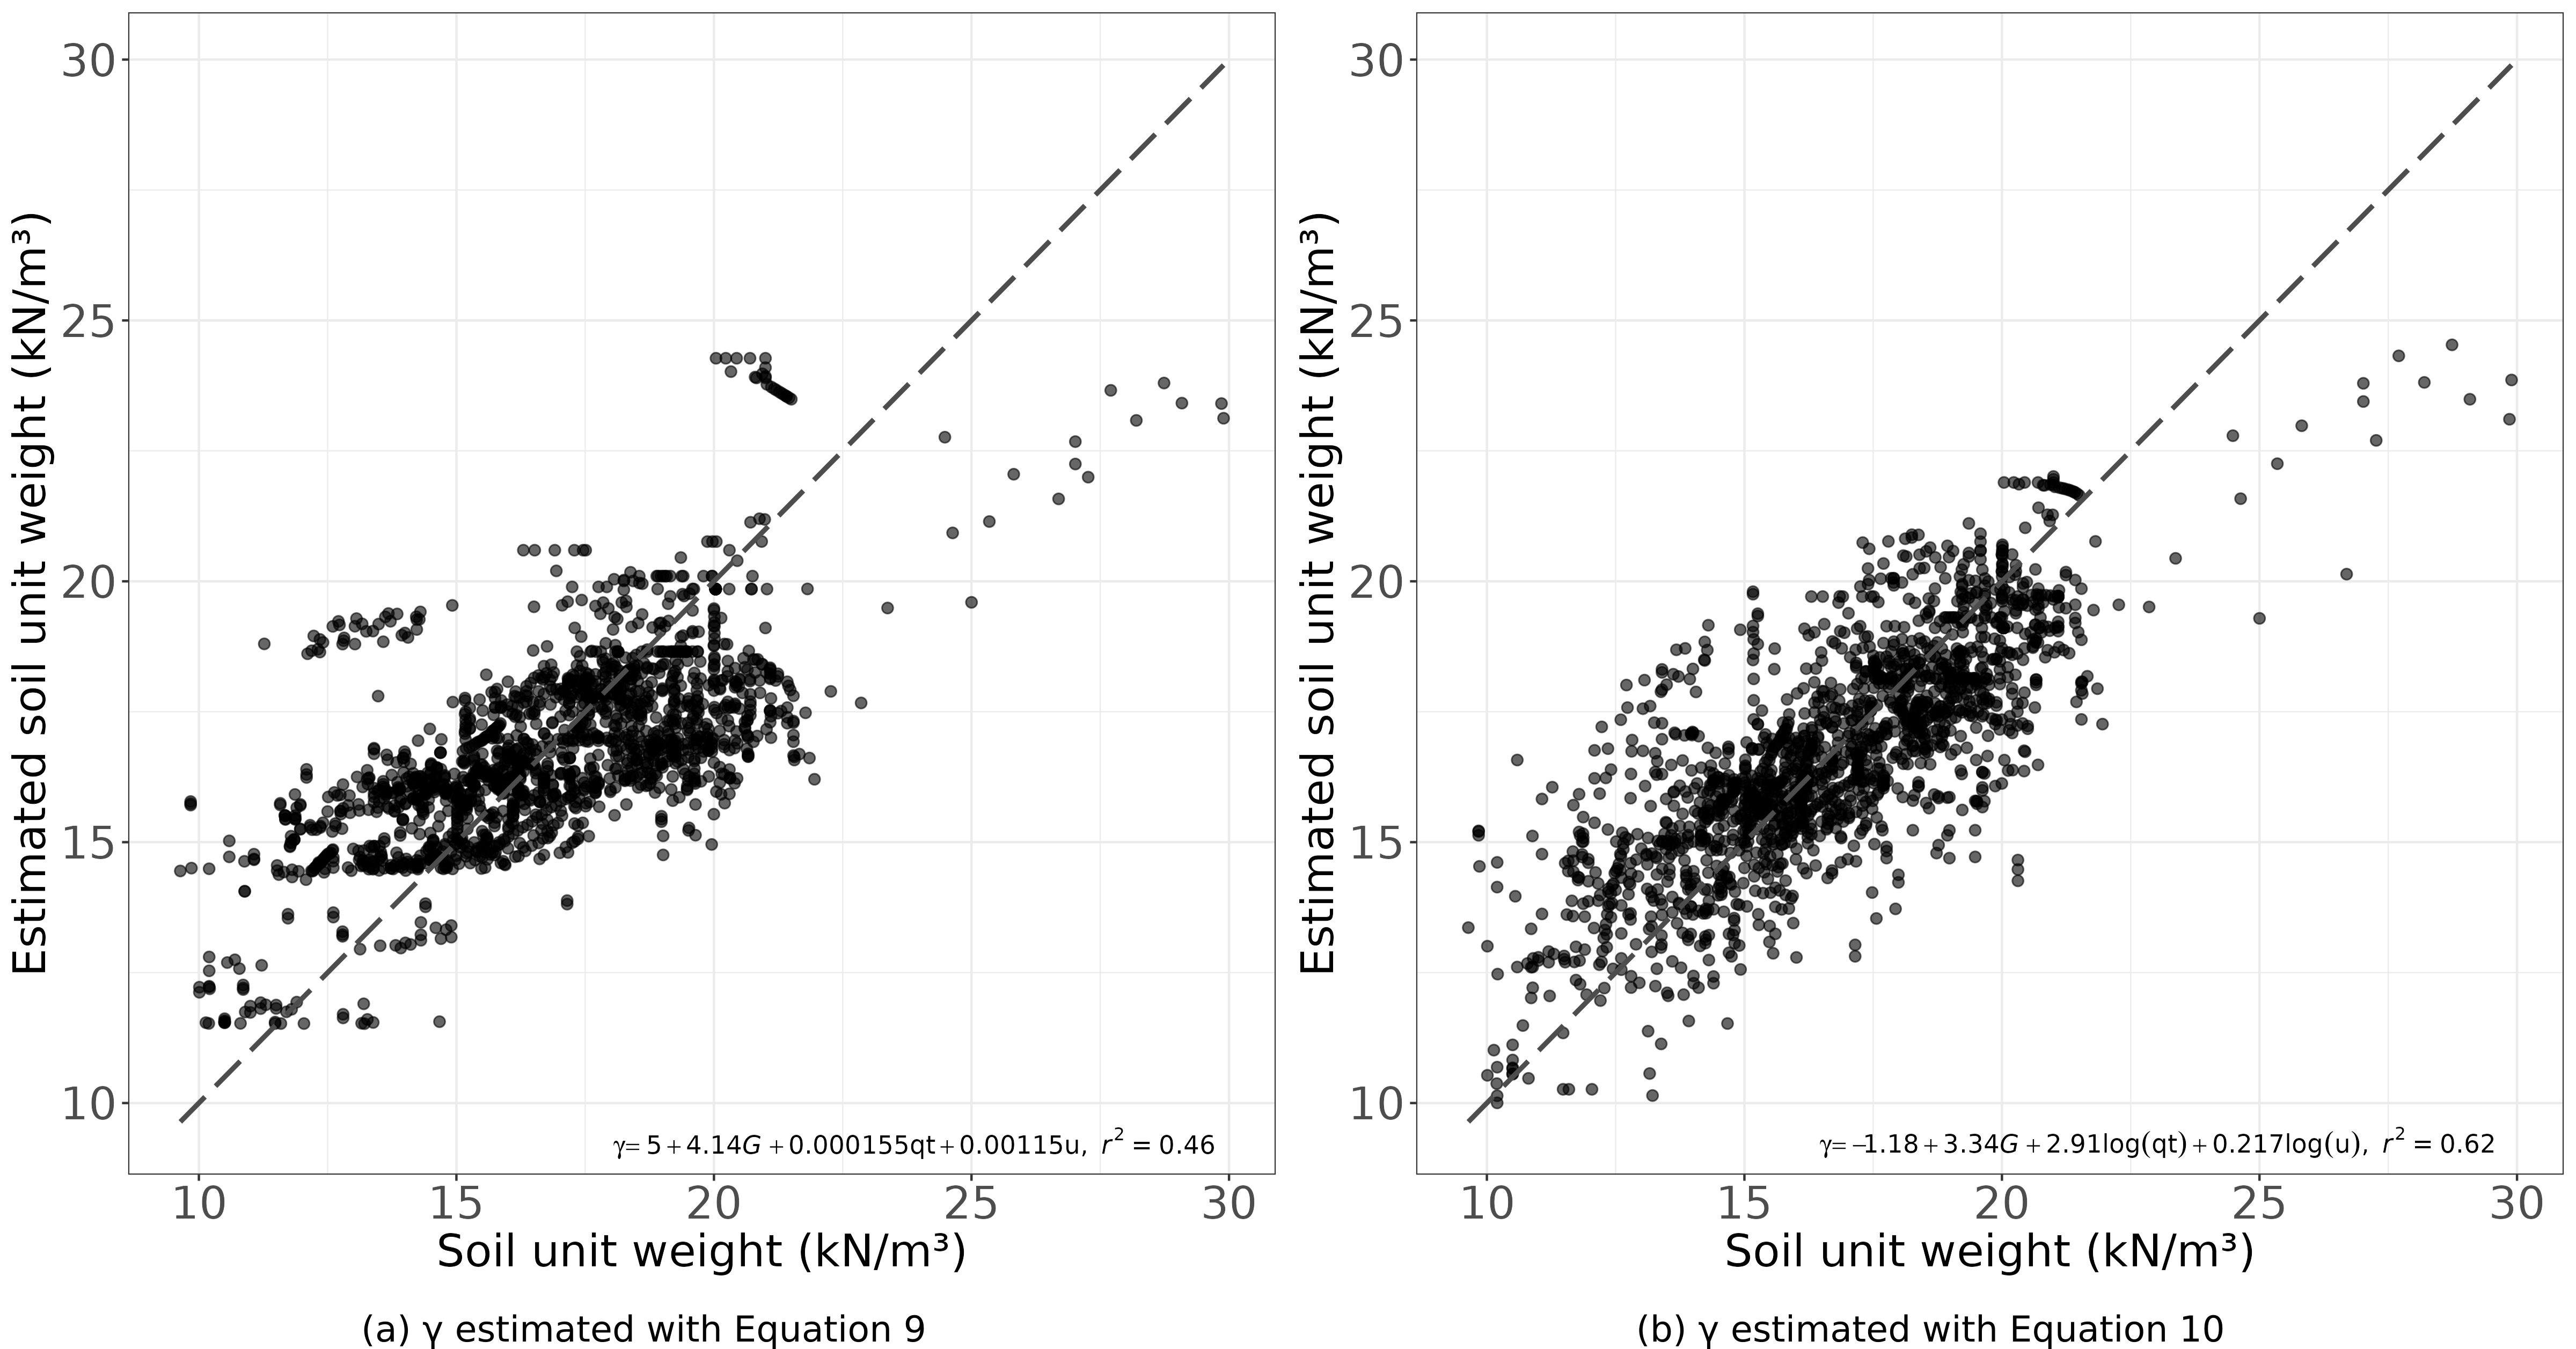 30
25
20
15
10
Estimated soil unit weight (kN/m³)
γ= 5+4.14G+0.000155qt+0.00115u, r² = 0.46
10 15 20 25 30
Soil unit weight (kN/m³)
(a) γ estimated with Equation 9
30
25
20
15
10
Estimated soil unit weight (kN/m³)
γ= −1.18+3.34G+2.91log(qt)+0.217log(u), r² = 0.62
10 15 20 25 30
Soil unit weight (kN/m³)
(b) γ estimated with Equation 10